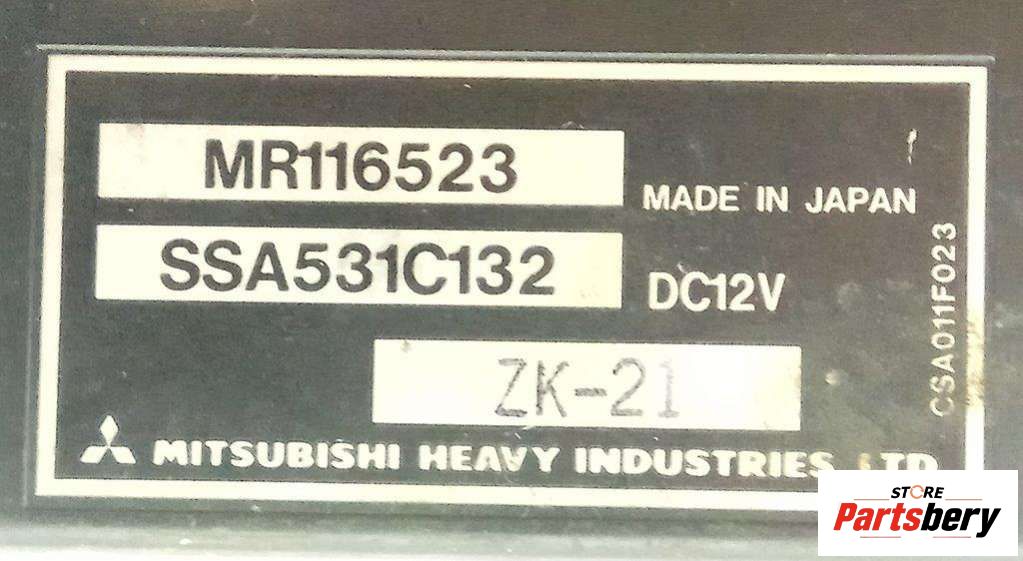 MR116523
MADE IN JAPAN
SSA531C132
DC12V
CSA011F023
ZK-21
MITSUBISHI HEAVY INDUSTRIES, LTD.
STORE
Partsbery